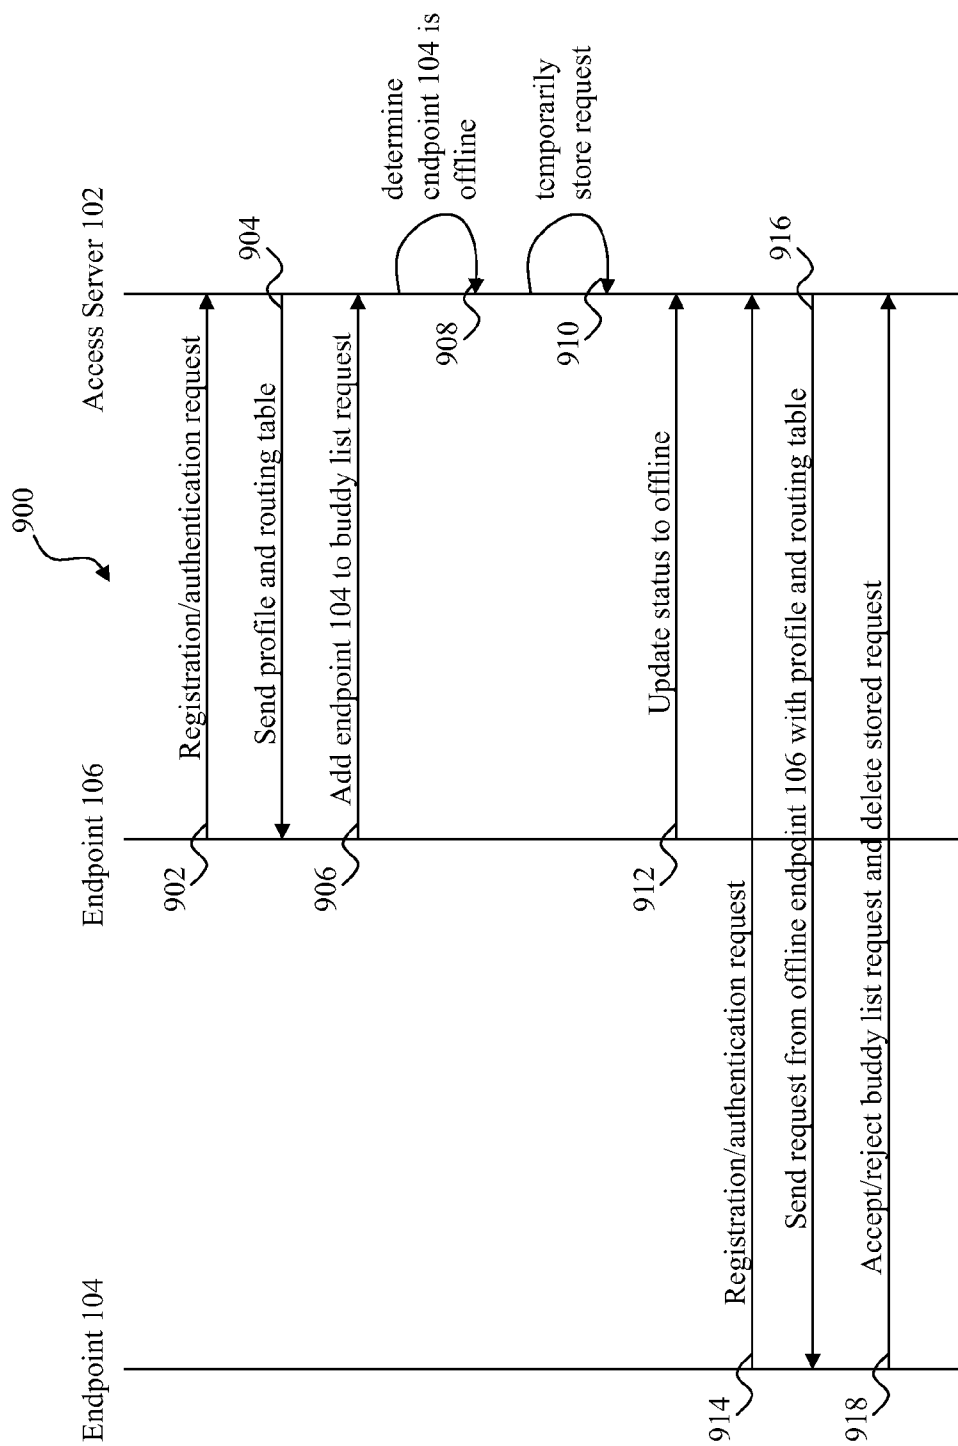 900
Endpoint 104
Endpoint 106
Access Server 102
Registration/authentication request
902
904
Send profile and routing table
Add endpoint 104 to buddy list request
906
determine
endpoint 104 is
offline
908
temporarily
store request
910
Update status to offline
912
Registration/authentication request
914
916
Send request from offline endpoint 106 with profile and routing table
Accept/reject buddy list request and delete stored request
918